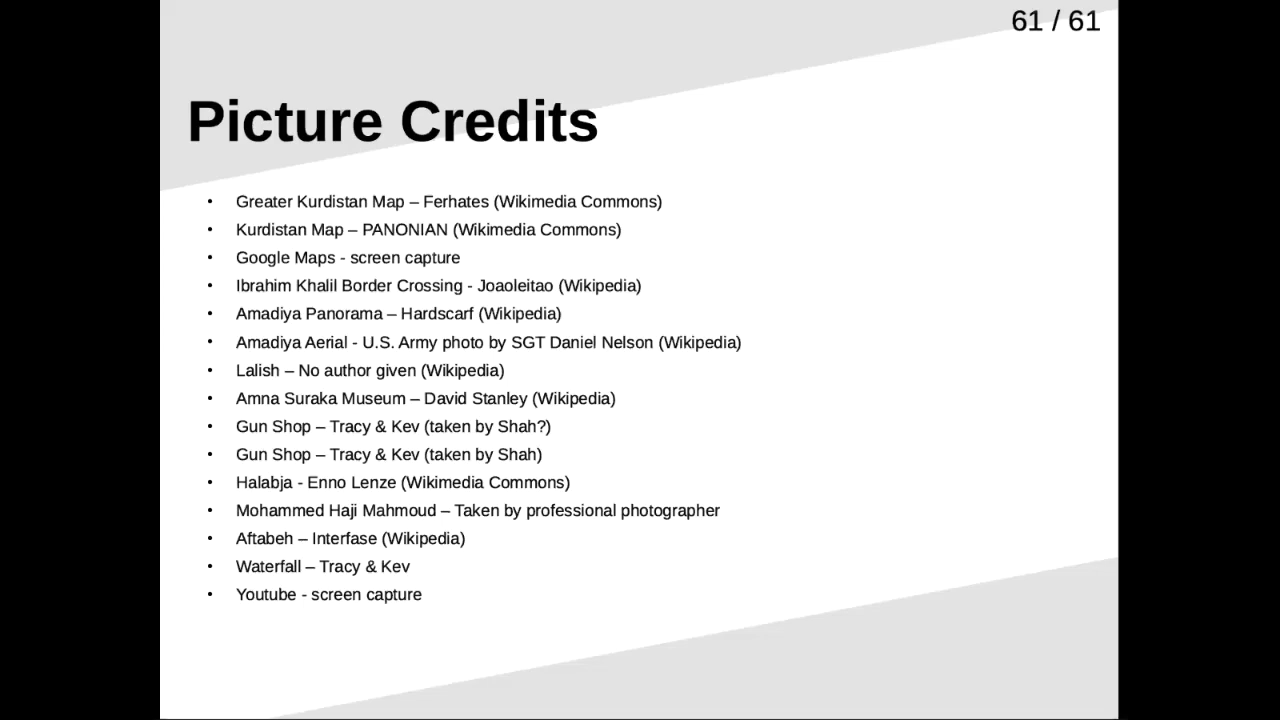 61 / 61
Picture Credits
• Greater Kurdistan Map – Ferhates (Wikimedia Commons)
• Kurdistan Map – PANONIAN (Wikimedia Commons)
• Google Maps - screen capture
• Ibrahim Khalil Border Crossing - Joaoleitao (Wikipedia)
• Amadiya Panorama – Hardscarf (Wikipedia)
• Amadiya Aerial - U.S. Army photo by SGT Daniel Nelson (Wikipedia)
• Lalish – No author given (Wikipedia)
• Amna Suraka Museum – David Stanley (Wikipedia)
• Gun Shop – Tracy & Kev (taken by Shah?)
• Gun Shop – Tracy & Kev (taken by Shah)
• Halabja - Enno Lenze (Wikimedia Commons)
• Mohammed Haji Mahmoud – Taken by professional photographer
• Aftabeh – Interfase (Wikipedia)
• Waterfall – Tracy & Kev
• Youtube - screen capture